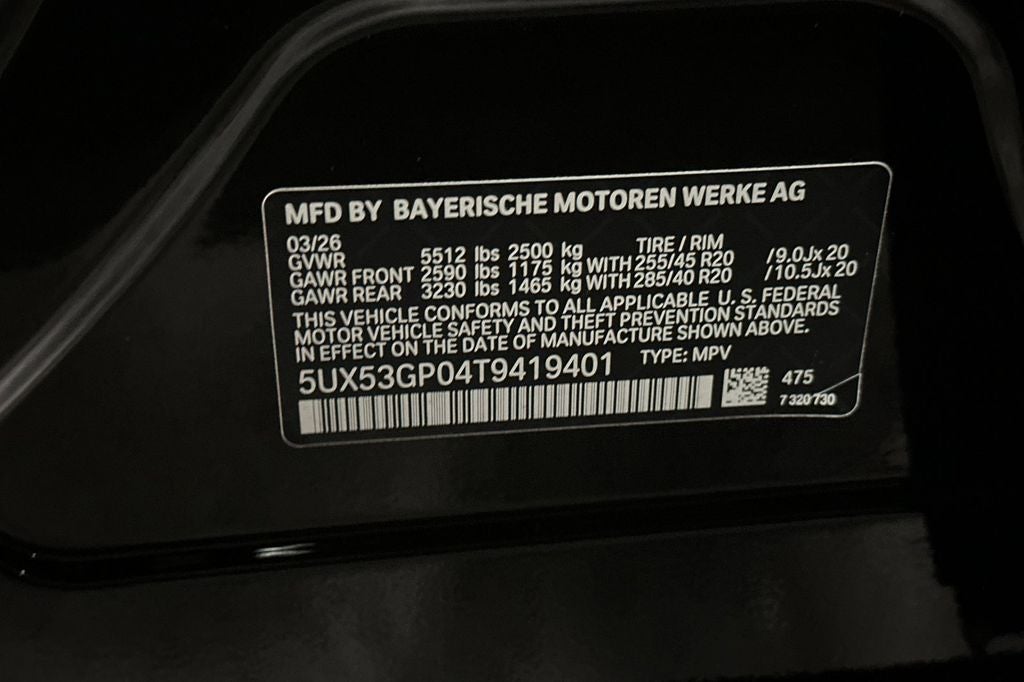 MFD BY BAYERISCHE MOTOREN WERKE AG
03/26 TIRE / RIM
GVWR 5512 lbs 2500 kg
GAWR FRONT 2590 lbs 1175 kg WITH 255/45 R20 /9.0Jx 20
GAWR REAR 3230 lbs 1465 kg WITH 285/40 R20 /10.5Jx 20
THIS VEHICLE CONFORMS TO ALL APPLICABLE U. S. FEDERAL
MOTOR VEHICLE SAFETY AND THEFT PREVENTION STANDARDS
IN EFFECT ON THE DATE OF MANUFACTURE SHOWN ABOVE.
5UX53GP04T9419401 TYPE: MPV
475
7320730